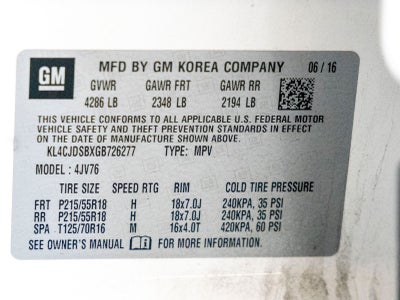 GM MFD BY GM KOREA COMPANY 06 / 16
GVWR GAWR FRT GAWR RR
4286 LB 2348 LB 2194 LB
THIS VEHICLE CONFORMS TO ALL APPLICABLE U.S. FEDERAL MOTOR
VEHICLE SAFETY AND THEFT PREVENTION STANDARDS IN EFFECT
ON THE DATE OF MANUFACTURE SHOWN ABOVE.
KL4CJDSBXGB726277 TYPE: MPV
MODEL : 4JV76
TIRE SIZE SPEED RTG RIM COLD TIRE PRESSURE
FRT P215/55R18 H 18x7.0J 240KPA, 35 PSI
RR P215/55R18 H 18x7.0J 240KPA, 35 PSI
SPA T125/70R16 M 16x4.0T 420KPA, 60 PSI
SEE OWNER'S MANUAL FOR MORE INFORMATION.